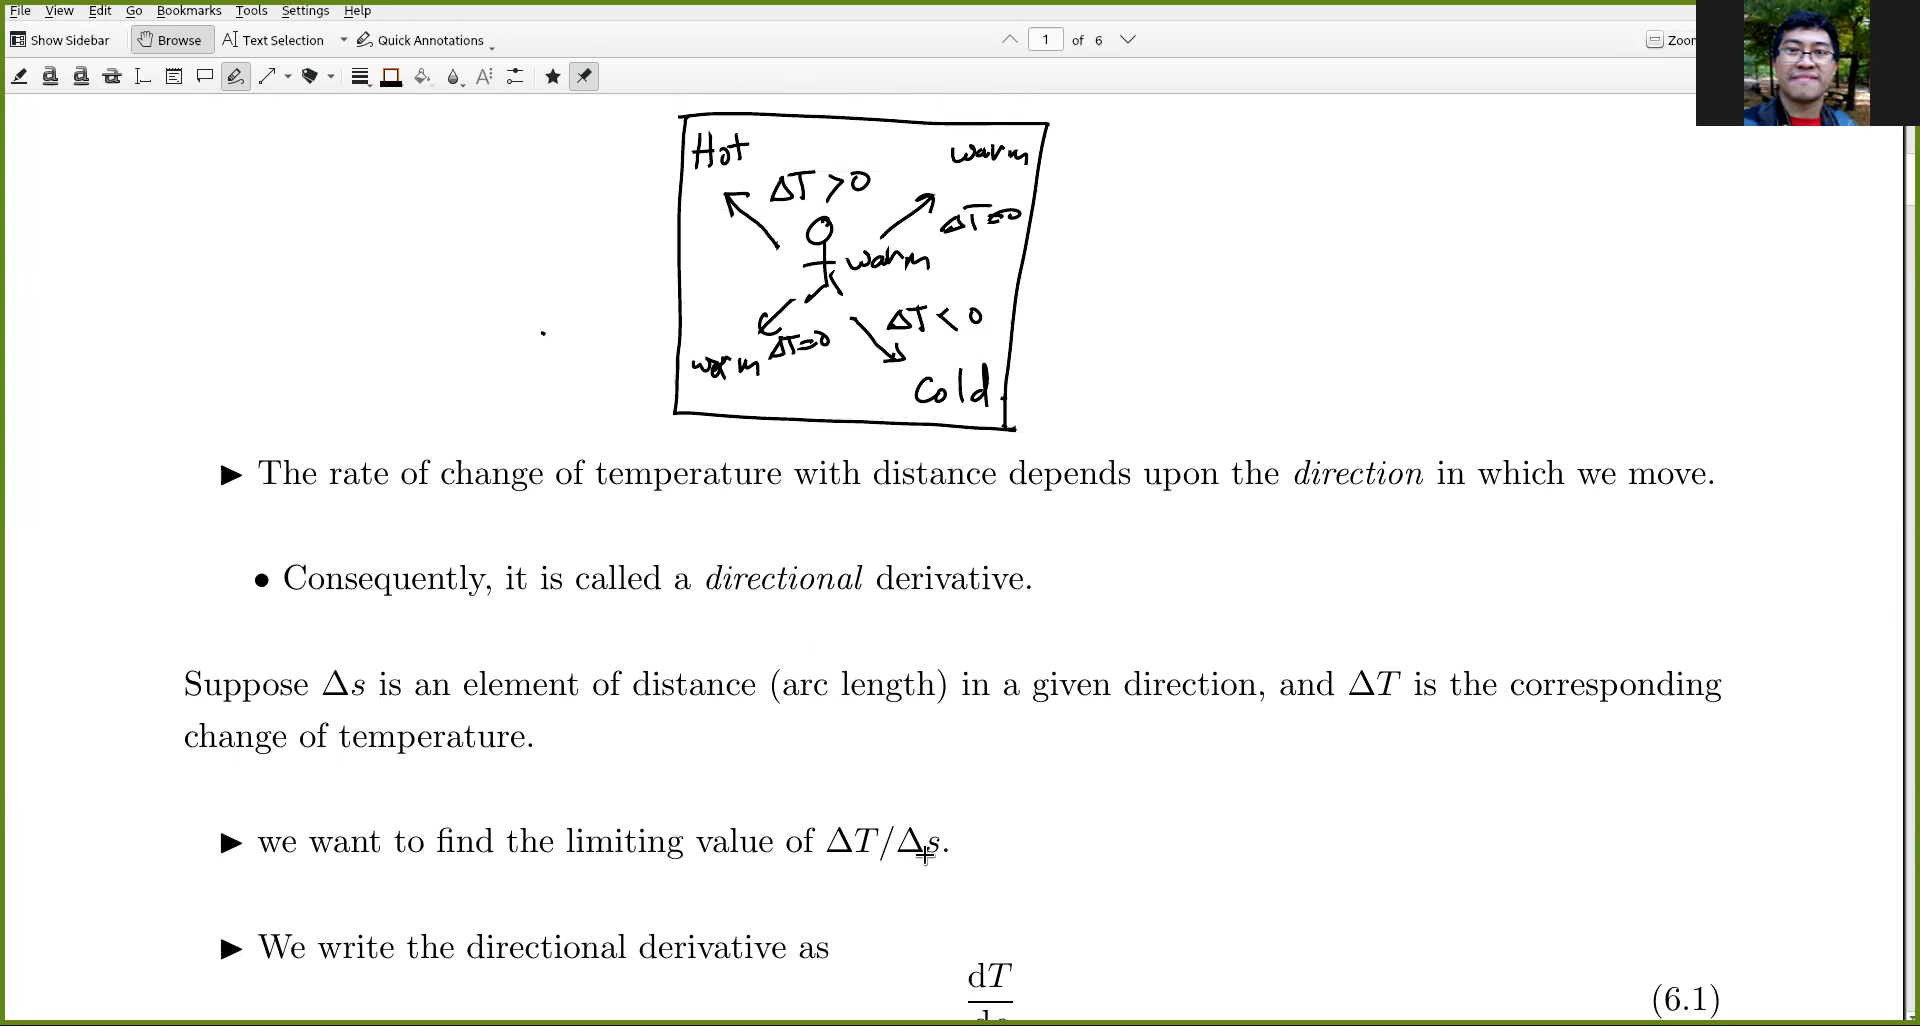 File View Edit Go Bookmarks Tools Settings Help
Show Sidebar Browse Text Selection Quick Annotations 1 of 6
Hot warm
ΔT > 0
ΔT=0
warm
ΔT < 0
ΔT=0
warm
Cold
▶ The rate of change of temperature with distance depends upon the direction in which we move.
• Consequently, it is called a directional derivative.
Suppose Δs is an element of distance (arc length) in a given direction, and ΔT is the corresponding
change of temperature.
▶ we want to find the limiting value of ΔT/Δs.
▶ We write the directional derivative as
dT
(6.1)